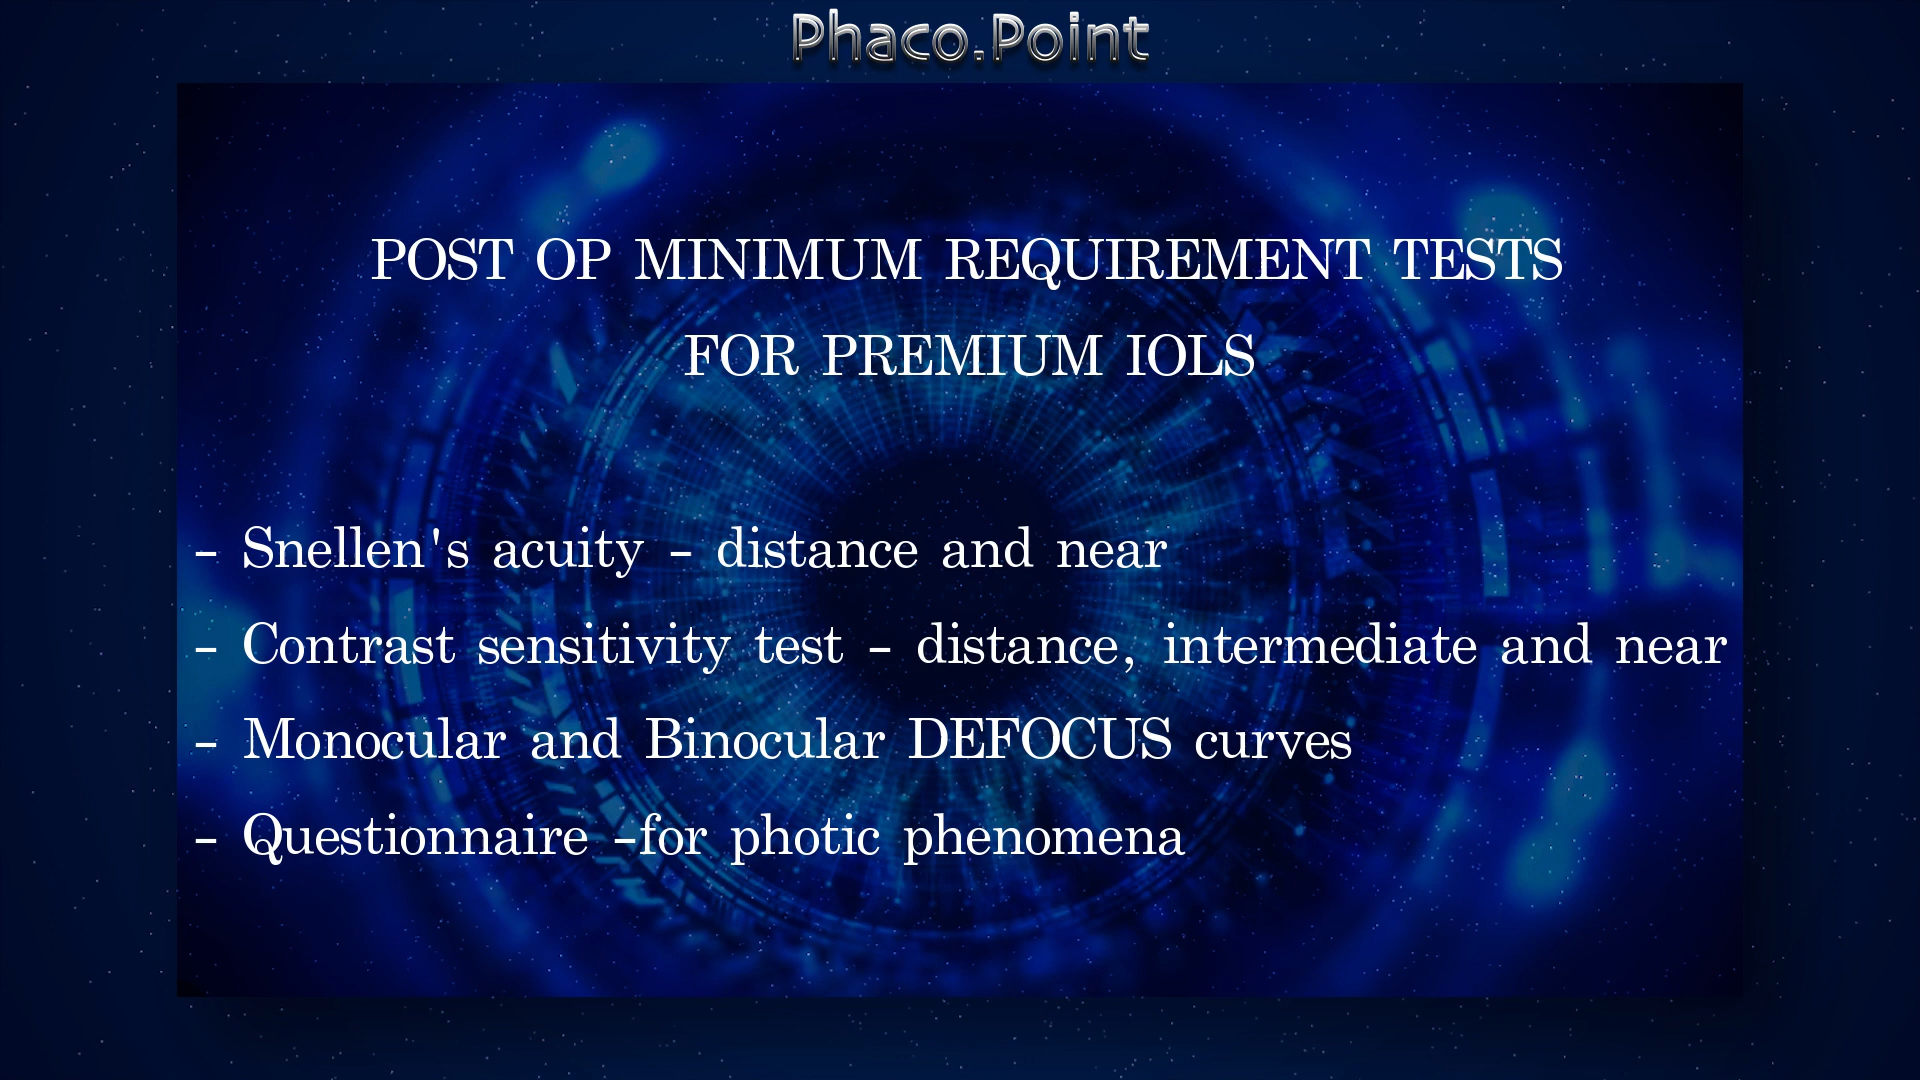 Phaco.Point
POST OP MINIMUM REQUIREMENT TESTS
FOR PREMIUM IOLS
- Snellen's acuity - distance and near
- Contrast sensitivity test - distance, intermediate and near
- Monocular and Binocular DEFOCUS curves
- Questionnaire -for photic phenomena